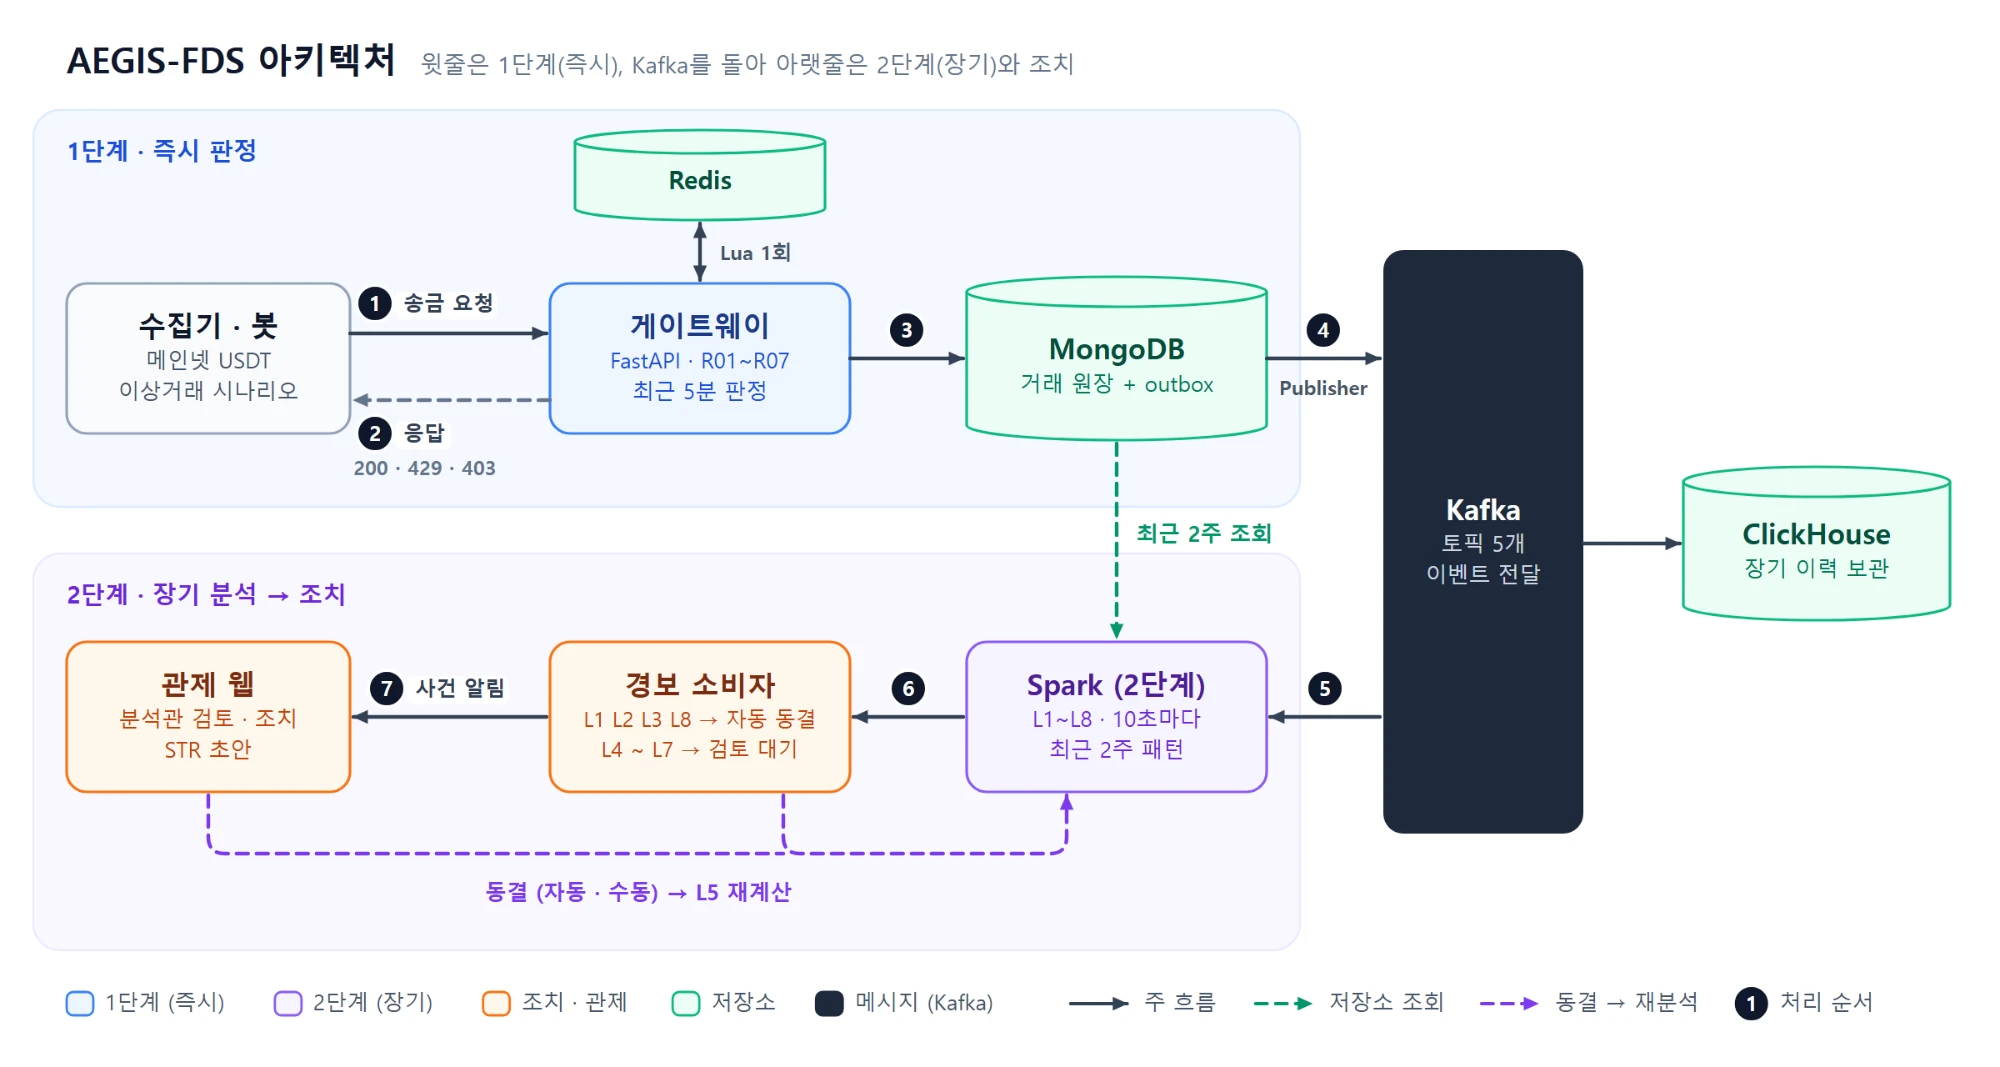 AEGIS-FDS 아키텍처 윗줄은 1단계(즉시), Kafka를 돌아 아랫줄은 2단계(장기)와 조치
1단계 · 즉시 판정
Redis
Lua 1회
수집기 · 봇
메인넷 USDT
이상거래 시나리오
1 송금 요청
2 응답
200 · 429 · 403
게이트웨이
FastAPI · R01~R07
최근 5분 판정
3
MongoDB
거래 원장 + outbox
4
Publisher
Kafka
토픽 5개
이벤트 전달
ClickHouse
장기 이력 보관
최근 2주 조회
2단계 · 장기 분석 → 조치
관제 웹
분석관 검토 · 조치
STR 초안
7 사건 알림
경보 소비자
L1 L2 L3 L8 → 자동 동결
L4 ~ L7 → 검토 대기
6
Spark (2단계)
L1~L8 · 10초마다
최근 2주 패턴
5
동결 (자동 · 수동) → L5 재계산
1단계 (즉시)
2단계 (장기)
조치 · 관제
저장소
메시지 (Kafka)
주 흐름
저장소 조회
동결 → 재분석
1 처리 순서